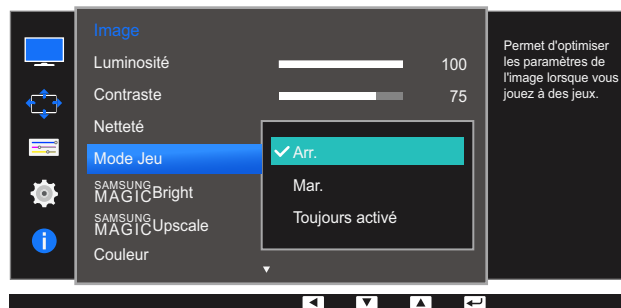 Image
Luminosité 100
Contraste 75
Netteté
Mode Jeu
Arr.
SAMSUNG MAGICBright
Mar.
SAMSUNG MAGICUpscale
Toujours activé
Couleur
Permet d'optimiser
les paramètres de
l'image lorsque vous
jouez à des jeux.